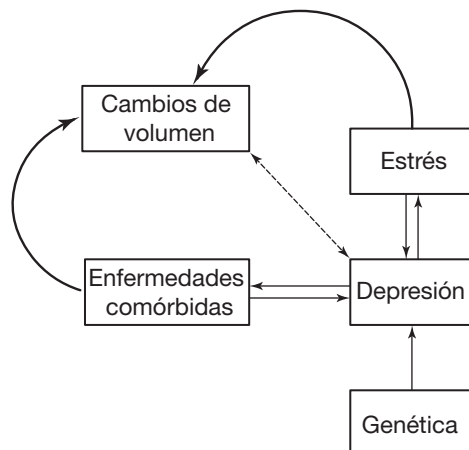 Cambios de
volumen
Estrés
Enfermedades
comórbidas
Depresión
Genética